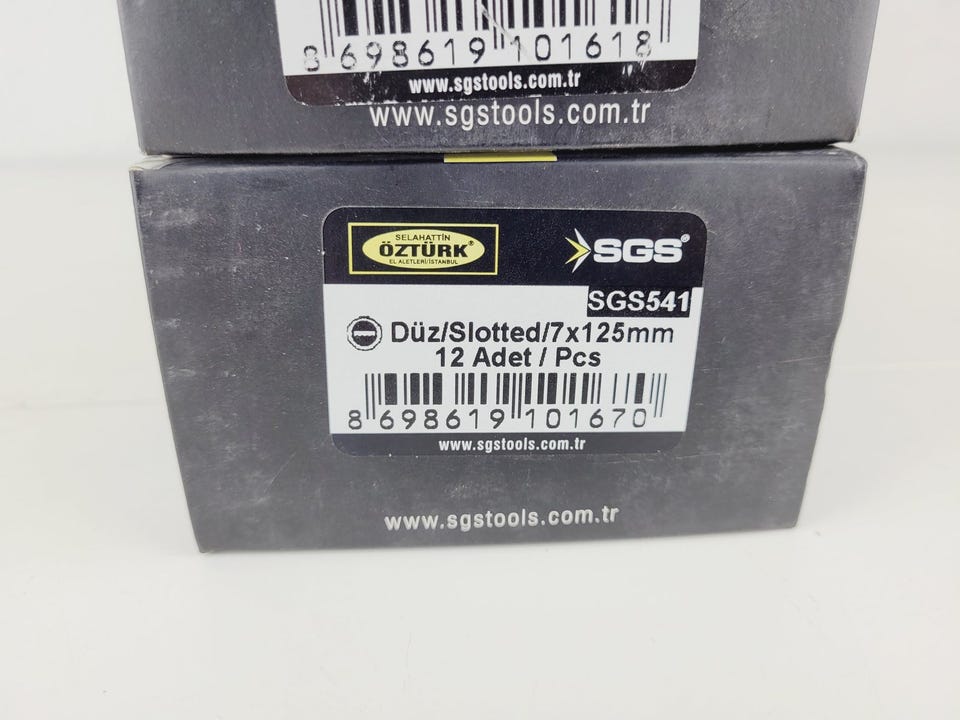 8 698619 101618
www.sgstools.com.tr
www.sgstools.com.tr
SELAHATTİN
ÖZTÜRK®
EL ALETLERİ/İSTANBUL
SGS®
SGS541
Düz/Slotted/7x125mm
12 Adet / Pcs
8 698619 101670
www.sgstools.com.tr
www.sgstools.com.tr